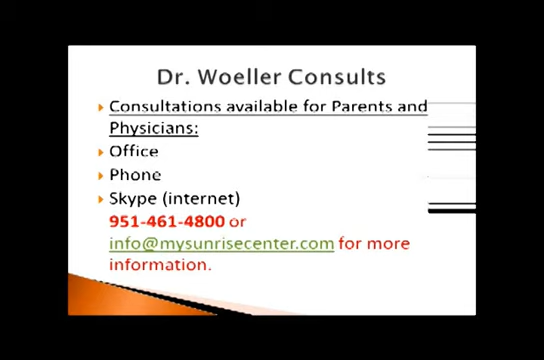 Dr. Woeller Consults
Consultations available for Parents and
Physicians:
Office
Phone
Skype (internet)
951-461-4800 or
info@mysunrisecenter.com for more
information.